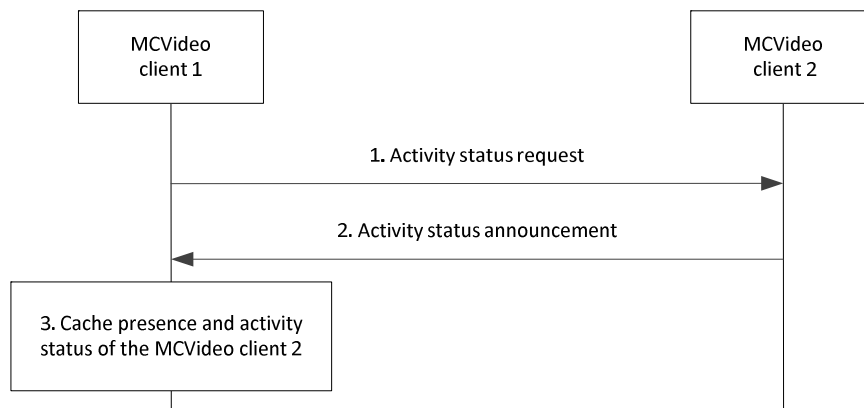 MCVideo
client 1
MCVideo
client 2
1. Activity status request
2. Activity status announcement
3. Cache presence and activity
status of the MCVideo client 2